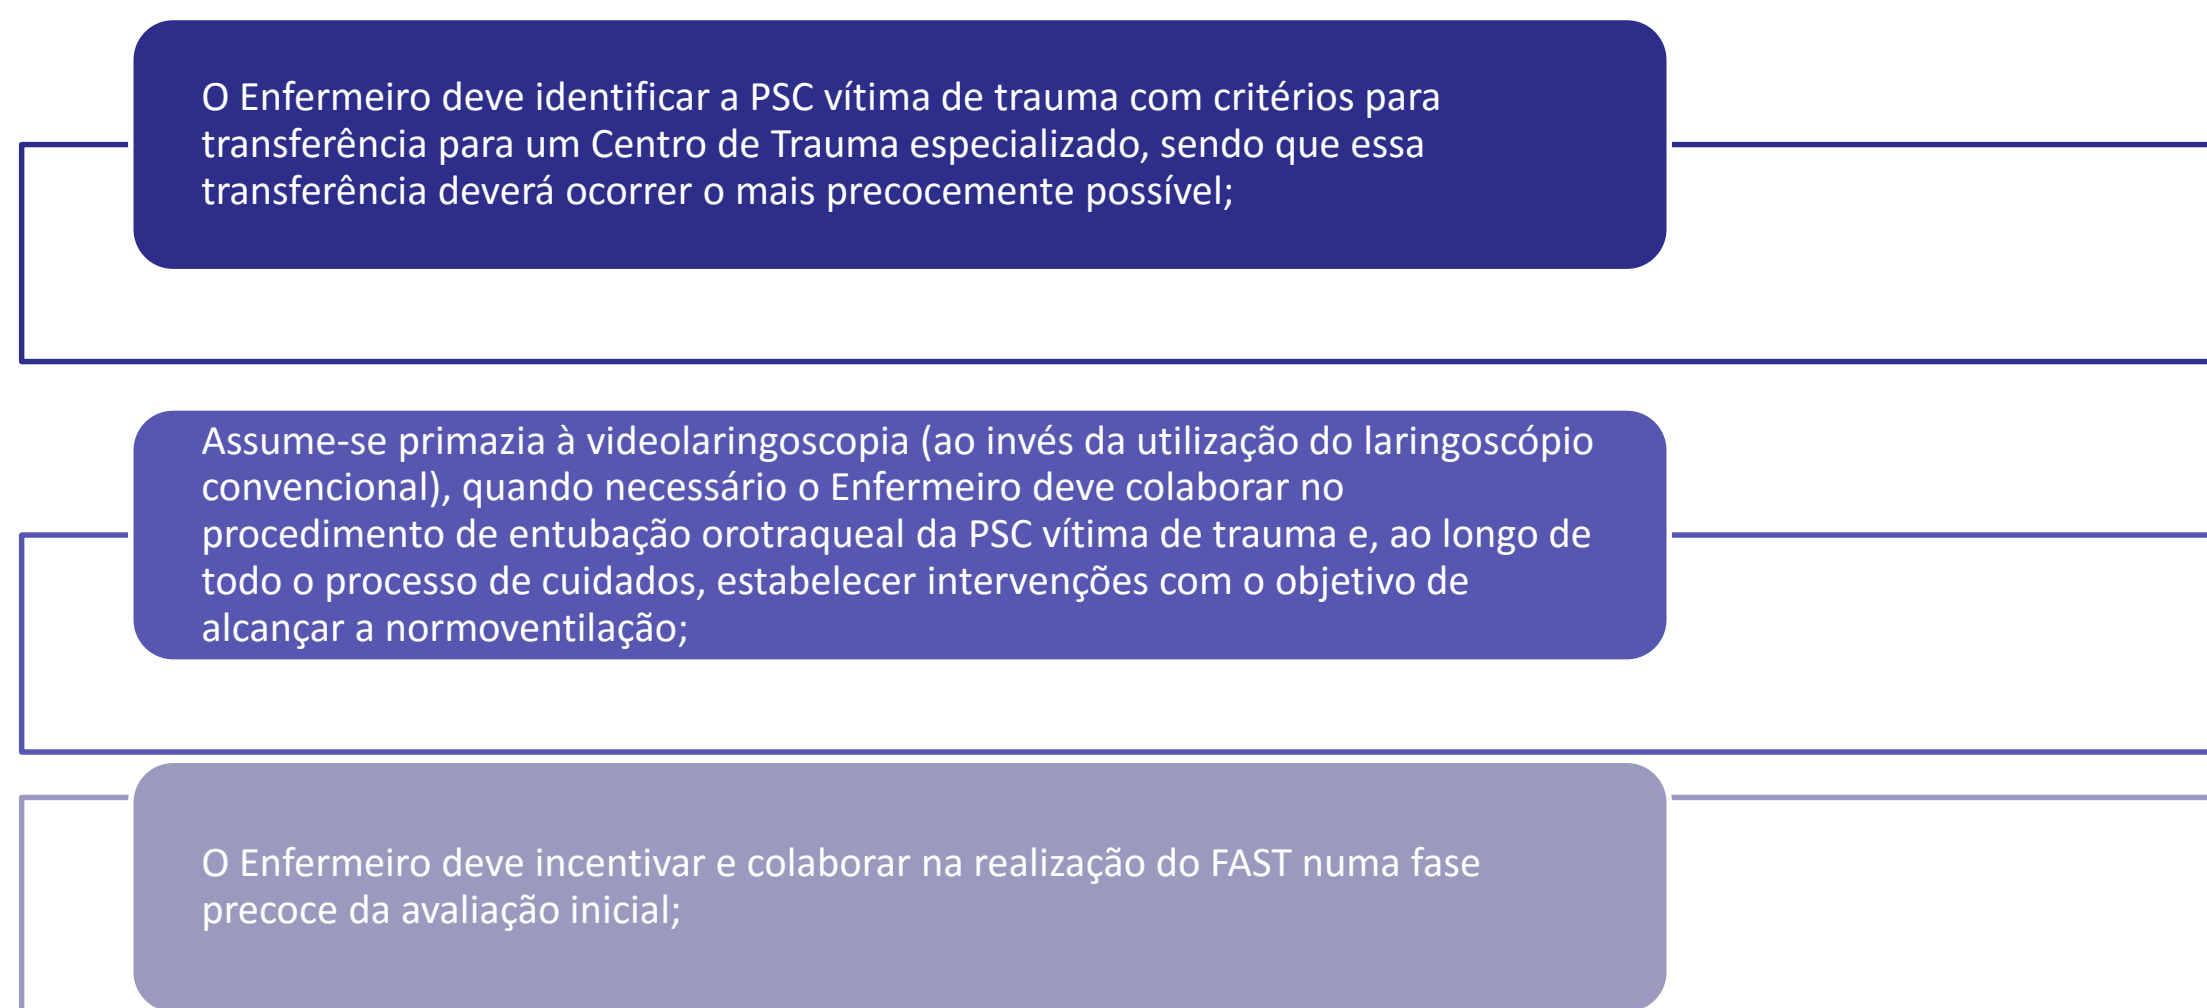 O Enfermeiro deve identificar a PSC vítima de trauma com critérios para
transferência para um Centro de Trauma especializado, sendo que essa
transferência deverá ocorrer o mais precocemente possível;
Assume-se primazia à videolaringoscopia (ao invés da utilização do laringoscópio
convencional), quando necessário o Enfermeiro deve colaborar no
procedimento de entubação orotraqueal da PSC vítima de trauma e, ao longo de
todo o processo de cuidados, estabelecer intervenções com o objetivo de
alcançar a normoventilação;
O Enfermeiro deve incentivar e colaborar na realização do FAST numa fase
precoce da avaliação inicial;